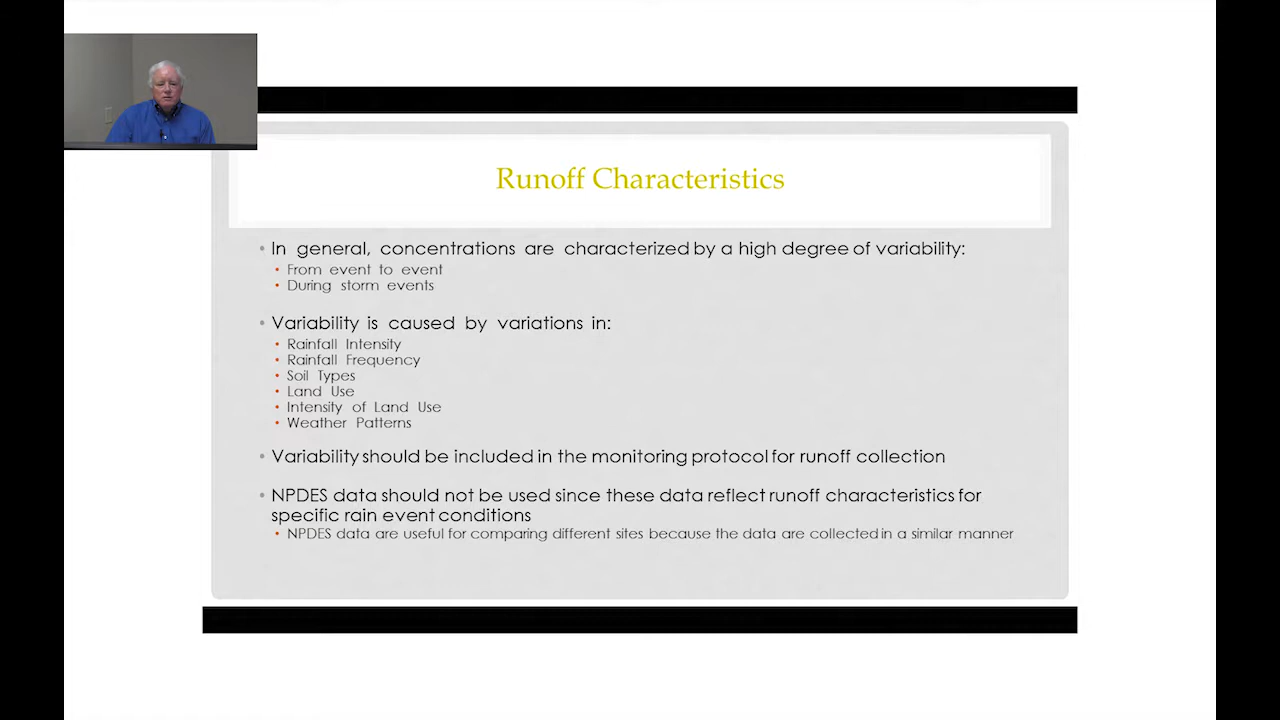 Runoff Characteristics
• In general, concentrations are characterized by a high degree of variability:
• From event to event
• During storm events
• Variability is caused by variations in:
• Rainfall Intensity
• Rainfall Frequency
• Soil Types
• Land Use
• Intensity of Land Use
• Weather Patterns
• Variability should be included in the monitoring protocol for runoff collection
• NPDES data should not be used since these data reflect runoff characteristics for
specific rain event conditions
• NPDES data are useful for comparing different sites because the data are collected in a similar manner